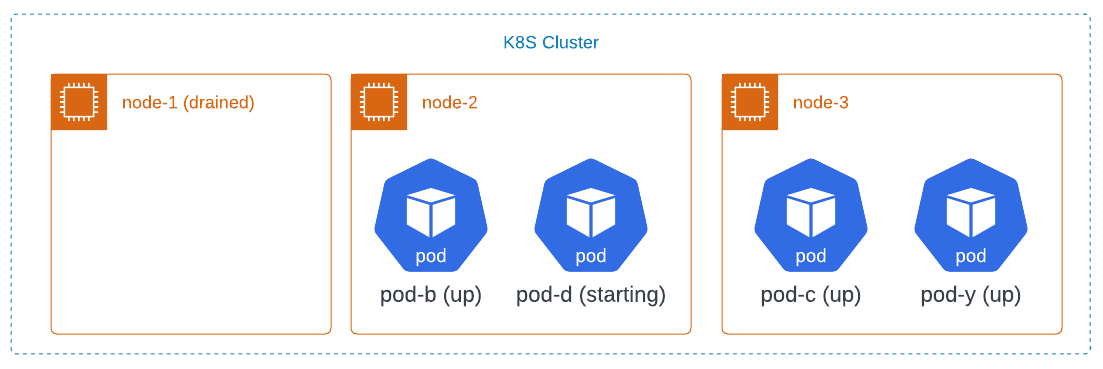 K8S Cluster
node-1 (drained)
node-2
node-3
pod
pod
pod
pod
pod-b (up)
pod-d (starting)
pod-c (up)
pod-y (up)